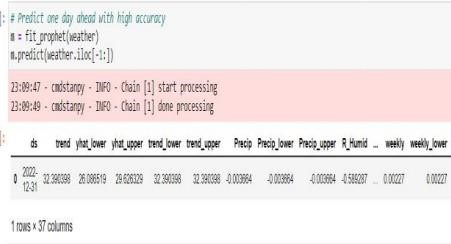 ]: # Predict one day ahead with high accuracy
m = fit_prophet(weather)
m.predict(weather.iloc[-1:])
23:09:47 - cmdstanpy - INFO - Chain [1] start processing
23:09:49 - cmdstanpy - INFO - Chain [1] done processing
]:
ds trend yhat_lower yhat_upper trend_lower trend_upper Precip Precip_lower Precip_upper R_Humid ... weekly weekly_lower
0 2022-12-31 32.390398 26.086519 29.626329 32.390398 32.390398 -0.003664 -0.003664 -0.003664 -0.589287 ... 0.00227 0.00227
1 rows × 37 columns